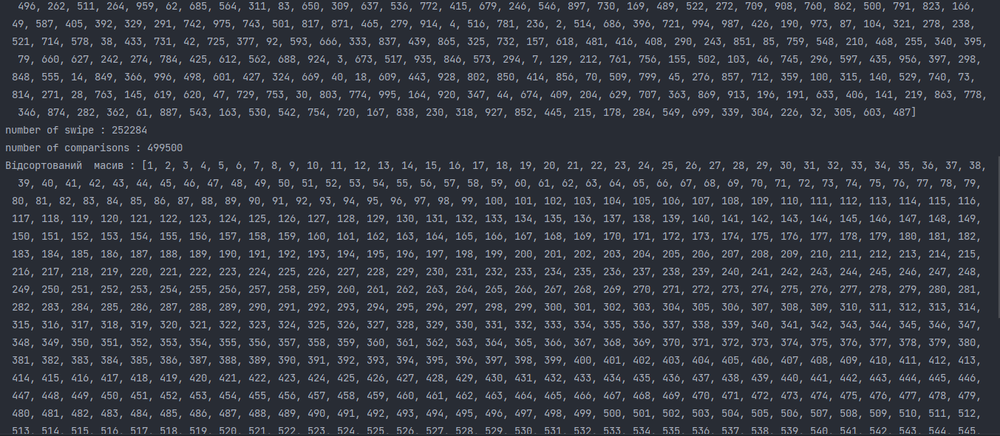 496, 262, 511, 264, 959, 62, 685, 564, 311, 83, 650, 309, 637, 536, 772, 415, 679, 246, 546, 897, 730, 169, 489, 522, 272, 709, 908, 760, 862, 500, 791, 823, 166,
49, 587, 405, 392, 329, 291, 742, 975, 743, 501, 817, 871, 465, 279, 914, 4, 516, 781, 236, 2, 514, 686, 396, 721, 994, 987, 426, 190, 973, 87, 104, 321, 278, 238,
521, 714, 578, 38, 433, 731, 42, 725, 377, 92, 593, 666, 333, 837, 439, 865, 325, 732, 157, 618, 481, 416, 408, 290, 243, 851, 85, 759, 548, 210, 468, 255, 340, 395,
79, 660, 627, 242, 274, 784, 425, 612, 562, 688, 924, 3, 673, 517, 935, 846, 573, 294, 7, 129, 212, 761, 756, 155, 502, 103, 46, 745, 296, 597, 435, 956, 397, 298,
848, 555, 14, 849, 366, 996, 498, 601, 427, 324, 669, 40, 18, 609, 443, 928, 802, 850, 414, 856, 70, 509, 799, 45, 276, 857, 712, 359, 100, 315, 140, 529, 740, 73,
814, 271, 28, 763, 145, 619, 620, 47, 729, 753, 30, 803, 774, 995, 164, 920, 347, 44, 674, 409, 204, 629, 707, 363, 869, 913, 196, 191, 633, 406, 141, 219, 863, 778,
346, 874, 282, 362, 61, 887, 543, 163, 530, 542, 754, 720, 167, 838, 230, 318, 927, 852, 445, 215, 178, 284, 549, 699, 339, 304, 226, 32, 305, 603, 487]
number of swipe : 252284
number of comparisons : 499500
Відсортований  масив : [1, 2, 3, 4, 5, 6, 7, 8, 9, 10, 11, 12, 13, 14, 15, 16, 17, 18, 19, 20, 21, 22, 23, 24, 25, 26, 27, 28, 29, 30, 31, 32, 33, 34, 35, 36, 37, 38,
39, 40, 41, 42, 43, 44, 45, 46, 47, 48, 49, 50, 51, 52, 53, 54, 55, 56, 57, 58, 59, 60, 61, 62, 63, 64, 65, 66, 67, 68, 69, 70, 71, 72, 73, 74, 75, 76, 77, 78, 79,
80, 81, 82, 83, 84, 85, 86, 87, 88, 89, 90, 91, 92, 93, 94, 95, 96, 97, 98, 99, 100, 101, 102, 103, 104, 105, 106, 107, 108, 109, 110, 111, 112, 113, 114, 115, 116,
117, 118, 119, 120, 121, 122, 123, 124, 125, 126, 127, 128, 129, 130, 131, 132, 133, 134, 135, 136, 137, 138, 139, 140, 141, 142, 143, 144, 145, 146, 147, 148, 149,
150, 151, 152, 153, 154, 155, 156, 157, 158, 159, 160, 161, 162, 163, 164, 165, 166, 167, 168, 169, 170, 171, 172, 173, 174, 175, 176, 177, 178, 179, 180, 181, 182,
183, 184, 185, 186, 187, 188, 189, 190, 191, 192, 193, 194, 195, 196, 197, 198, 199, 200, 201, 202, 203, 204, 205, 206, 207, 208, 209, 210, 211, 212, 213, 214, 215,
216, 217, 218, 219, 220, 221, 222, 223, 224, 225, 226, 227, 228, 229, 230, 231, 232, 233, 234, 235, 236, 237, 238, 239, 240, 241, 242, 243, 244, 245, 246, 247, 248,
249, 250, 251, 252, 253, 254, 255, 256, 257, 258, 259, 260, 261, 262, 263, 264, 265, 266, 267, 268, 269, 270, 271, 272, 273, 274, 275, 276, 277, 278, 279, 280, 281,
282, 283, 284, 285, 286, 287, 288, 289, 290, 291, 292, 293, 294, 295, 296, 297, 298, 299, 300, 301, 302, 303, 304, 305, 306, 307, 308, 309, 310, 311, 312, 313, 314,
315, 316, 317, 318, 319, 320, 321, 322, 323, 324, 325, 326, 327, 328, 329, 330, 331, 332, 333, 334, 335, 336, 337, 338, 339, 340, 341, 342, 343, 344, 345, 346, 347,
348, 349, 350, 351, 352, 353, 354, 355, 356, 357, 358, 359, 360, 361, 362, 363, 364, 365, 366, 367, 368, 369, 370, 371, 372, 373, 374, 375, 376, 377, 378, 379, 380,
381, 382, 383, 384, 385, 386, 387, 388, 389, 390, 391, 392, 393, 394, 395, 396, 397, 398, 399, 400, 401, 402, 403, 404, 405, 406, 407, 408, 409, 410, 411, 412, 413,
414, 415, 416, 417, 418, 419, 420, 421, 422, 423, 424, 425, 426, 427, 428, 429, 430, 431, 432, 433, 434, 435, 436, 437, 438, 439, 440, 441, 442, 443, 444, 445, 446,
447, 448, 449, 450, 451, 452, 453, 454, 455, 456, 457, 458, 459, 460, 461, 462, 463, 464, 465, 466, 467, 468, 469, 470, 471, 472, 473, 474, 475, 476, 477, 478, 479,
480, 481, 482, 483, 484, 485, 486, 487, 488, 489, 490, 491, 492, 493, 494, 495, 496, 497, 498, 499, 500, 501, 502, 503, 504, 505, 506, 507, 508, 509, 510, 511, 512,
513, 514, 515, 516, 517, 518, 519, 520, 521, 522, 523, 524, 525, 526, 527, 528, 529, 530, 531, 532, 533, 534, 535, 536, 537, 538, 539, 540, 541, 542, 543, 544, 545,